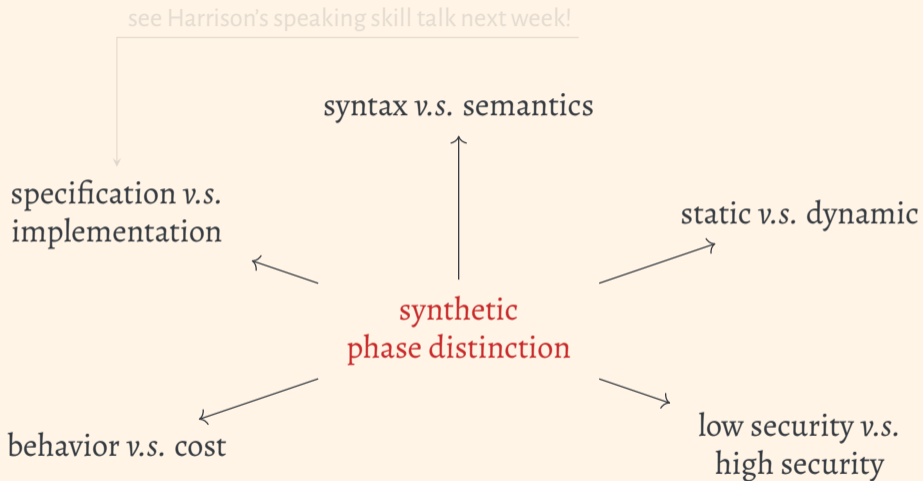 see Harrison's speaking skill talk next week!
syntax v.s. semantics
specification v.s.
implementation
static v.s. dynamic
synthetic
phase distinction
behavior v.s. cost
low security v.s.
high security